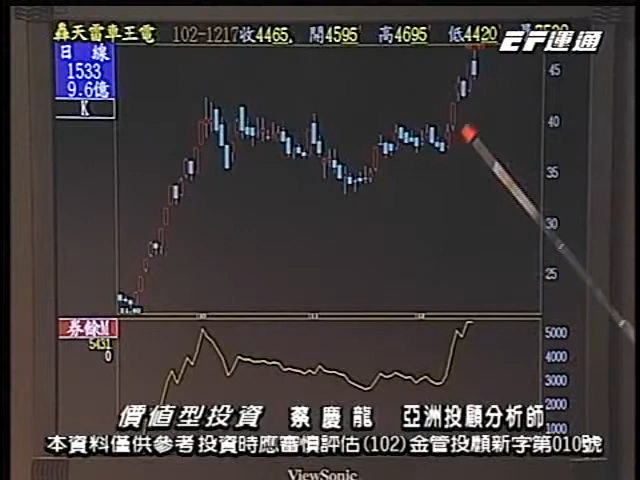 轟天雷車王電 102-1217收4465 開4595 高4695 低4420
EF運通
日 線
1533
9.6億
K
45
40
35
30
25
券餘M
5431
0
5000
4000
3000
2000
1000
價值型投資 蔡慶龍 亞洲投顧分析師
本資料僅供參考投資時應審慎評估(102)金管投顧新字第010號
ViewSonic